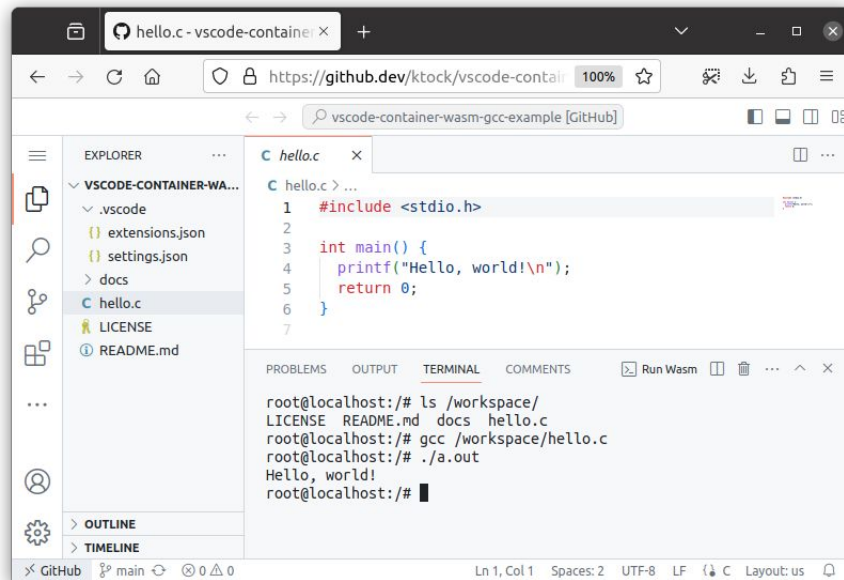 hello.c - vscode-container
https://github.dev/ktock/vscode-contain 100%
vscode-container-wasm-gcc-example [GitHub]
EXPLORER
VSCODE-CONTAINER-WA...
.vscode
{} extensions.json
{} settings.json
docs
C hello.c
LICENSE
README.md
OUTLINE
TIMELINE
C hello.c
C hello.c > ...
1 #include <stdio.h>
2
3 int main() {
4 printf("Hello, world!\n");
5 return 0;
6 }
7
PROBLEMS OUTPUT TERMINAL COMMENTS Run Wasm
root@localhost:/# ls /workspace/
LICENSE README.md docs hello.c
root@localhost:/# gcc /workspace/hello.c
root@localhost:/# ./a.out
Hello, world!
root@localhost:/#
GitHub main 0 0 Ln 1, Col 1 Spaces: 2 UTF-8 LF C Layout: us